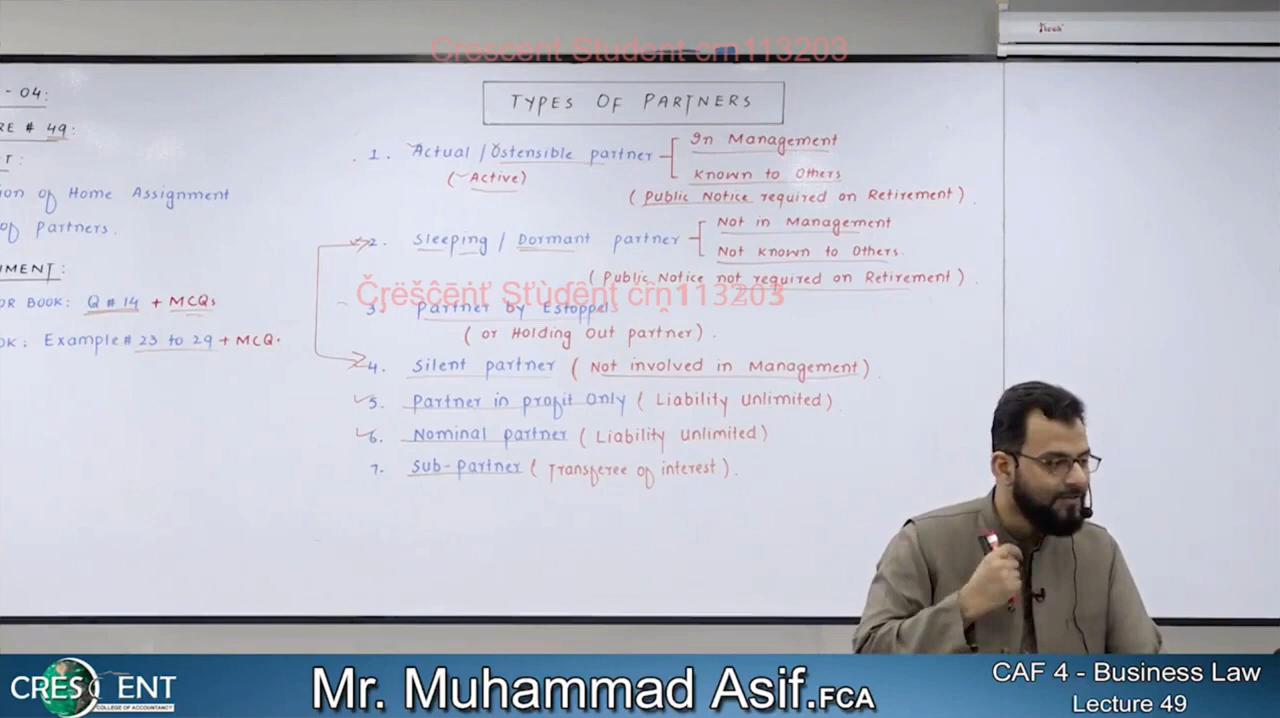 Crescent Student crn113203
- 04:
TYPES OF PARTNERS
RE # 49:
T:
ion of Home Assignment
of Partners.
NMENT:
OR BOOK: Q # 14 + MCQs
OK: Example# 23 to 29 + MCQ.
1. Actual / Ostensible partner
(Active)
In Management
Known to Others
(Public Notice required on Retirement).
2. Sleeping / Dormant partner
Not in Management
Not Known to Others.
(Public Notice not required on Retirement).
Crescent Student crn113203
3. Partner by Estoppel
(or Holding Out partner).
4. Silent partner (Not involved in Management).
5. Partner in profit Only (Liability Unlimited).
6. Nominal partner (Liability Unlimited)
7. Sub-Partner (Transferee of interest).
CRESCENT
COLLEGE OF ACCOUNTANCY
Mr. Muhammad Asif.FCA
CAF 4 - Business Law
Lecture 49